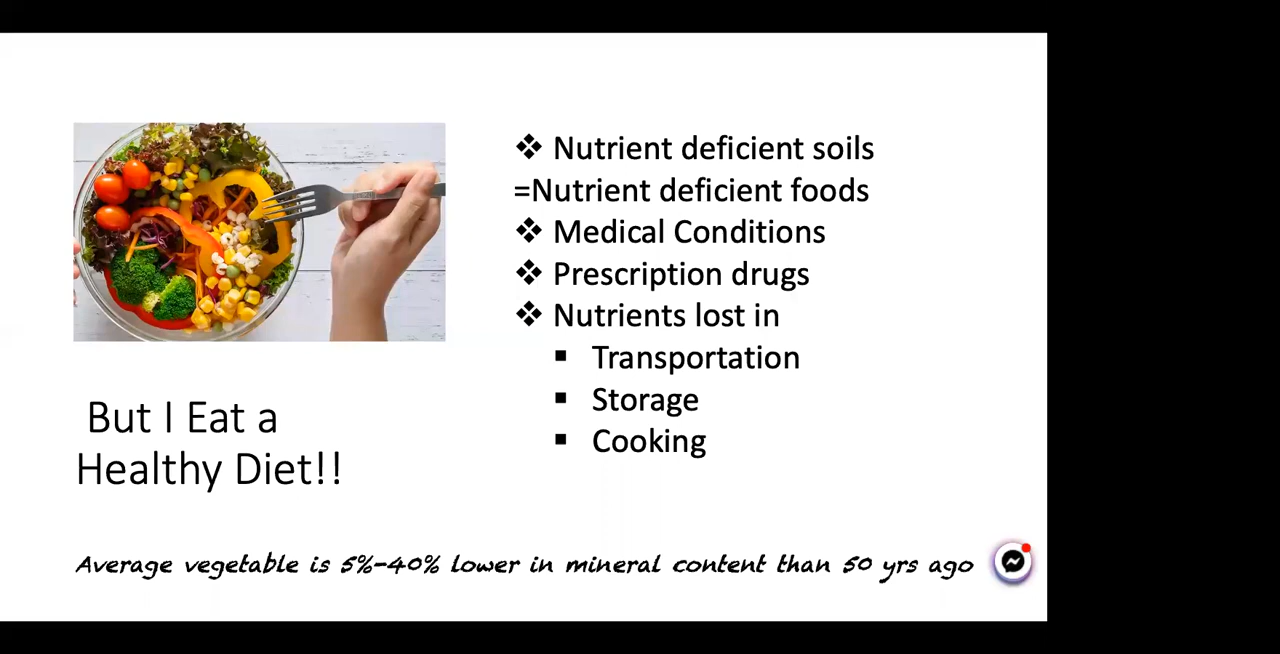 ❖ Nutrient deficient soils
=Nutrient deficient foods
❖ Medical Conditions
❖ Prescription drugs
❖ Nutrients lost in
▪ Transportation
▪ Storage
▪ Cooking
But I Eat a
Healthy Diet!!
Average vegetable is 5%-40% lower in mineral content than 50 yrs ago